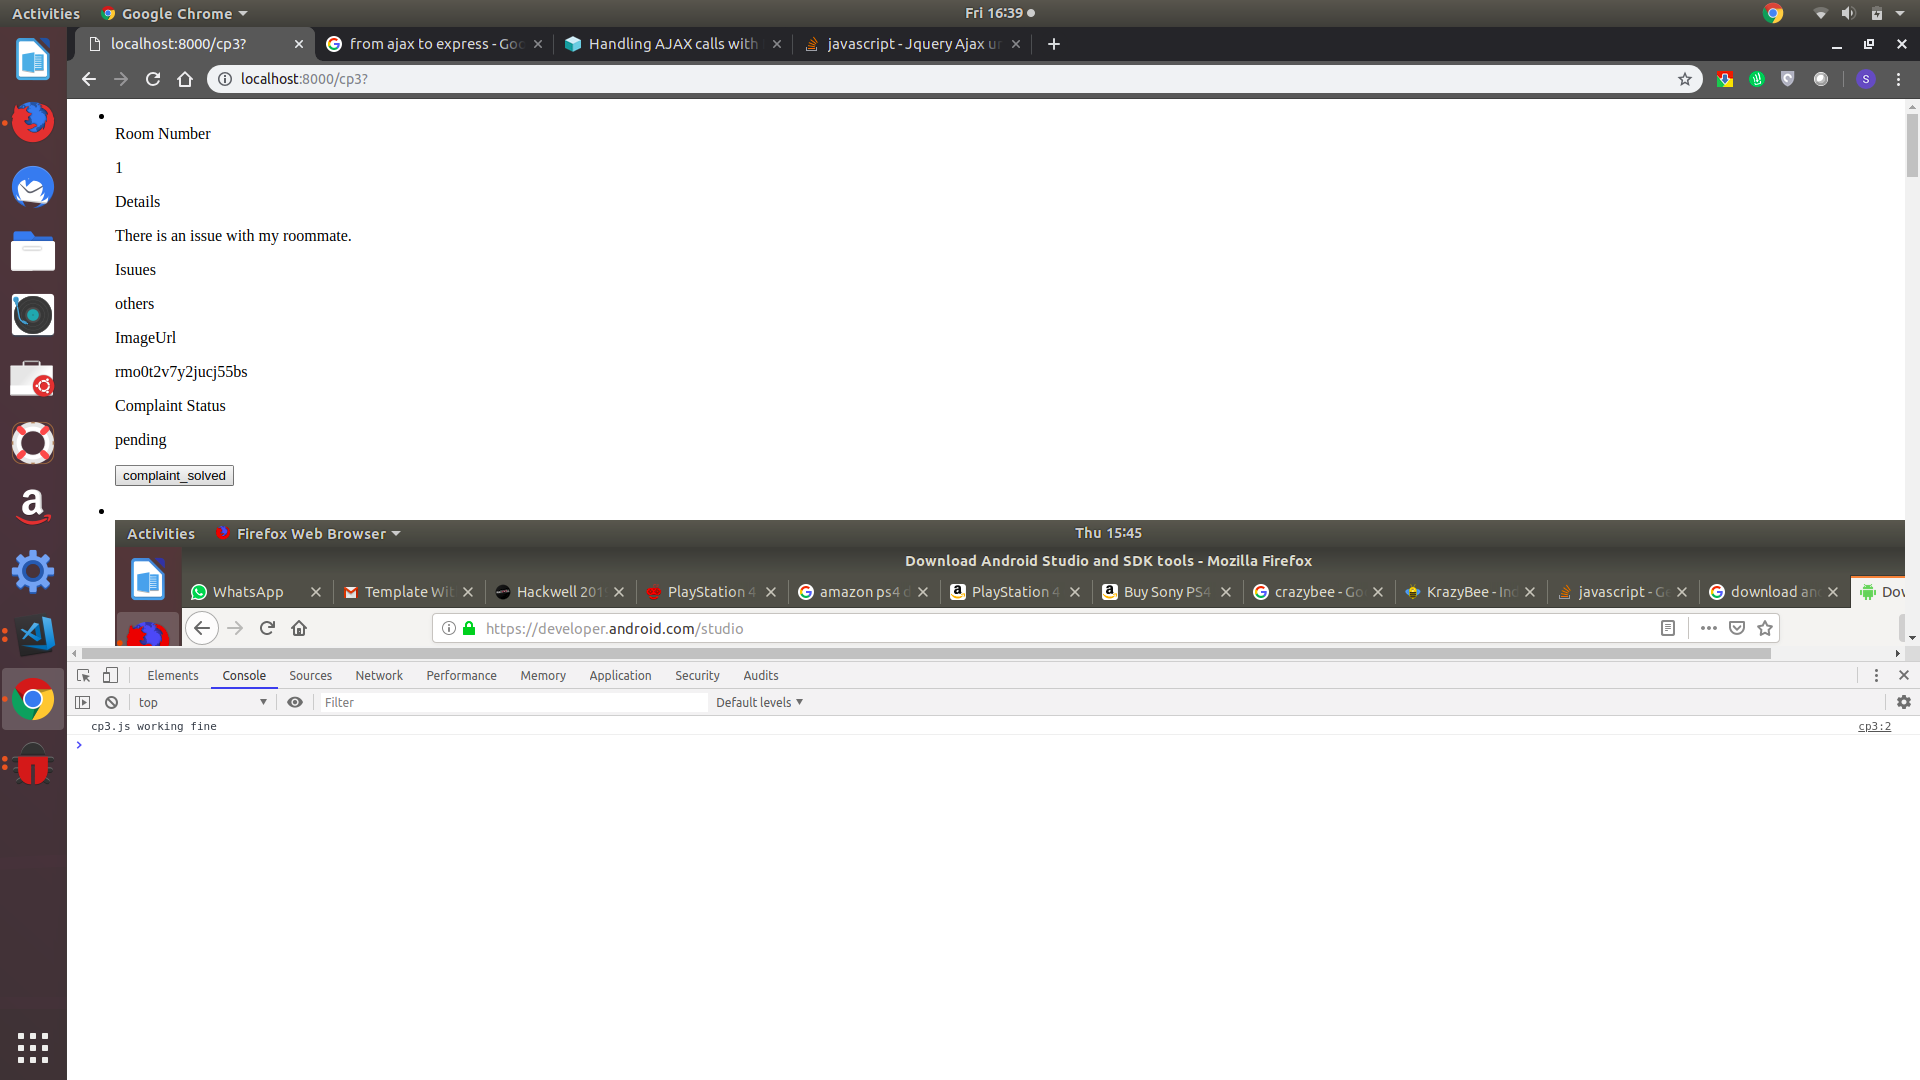 Activities Google Chrome Fri 16:39
localhost:8000/cp3? from ajax to express - Goo Handling AJAX calls with javascript - Jquery Ajax ur
localhost:8000/cp3? S
Room Number
1
Details
There is an issue with my roommate.
Isuues
others
ImageUrl
rmo0t2v7y2jucj55bs
Complaint Status
pending
complaint_solved
Activities Firefox Web Browser Thu 15:45
Download Android Studio and SDK tools - Mozilla Firefox
WhatsApp Template Wit Hackwell 201 PlayStation 4 amazon ps4 d PlayStation 4 Buy Sony PS4 crazybee - Go KrazyBee - Ind javascript - Ge download an Dov
https://developer.android.com/studio
Elements Console Sources Network Performance Memory Application Security Audits
top Filter Default levels
cp3.js working fine cp3:2